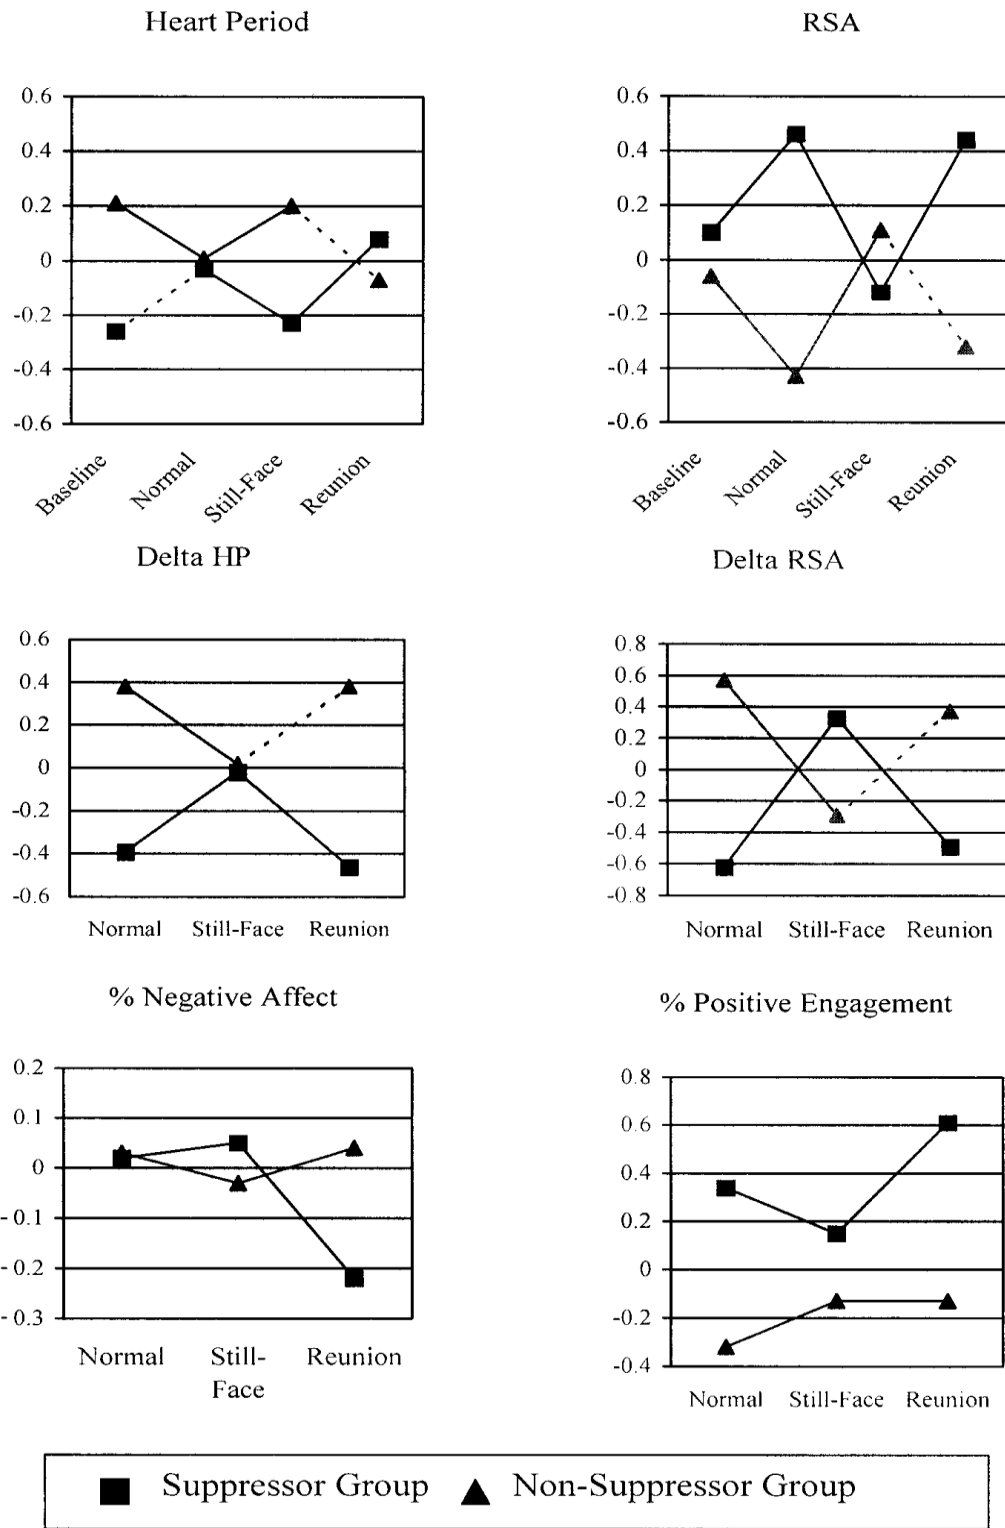 Heart Period
RSA
0.6
0.4
0.2
0
-0.2
-0.4
-0.6
Baseline
Normal
Still-Face
Reunion
0.6
0.4
0.2
0
-0.2
-0.4
-0.6
Baseline
Normal
Still-Face
Reunion
Delta HP
Delta RSA
0.6
0.4
0.2
0
-0.2
-0.4
-0.6
Normal Still-Face Reunion
0.8
0.6
0.4
0.2
0
-0.2
-0.4
-0.6
-0.8
Normal Still-Face Reunion
% Negative Affect
% Positive Engagement
0.2
0.1
0
-0.1
-0.2
-0.3
Normal Still- Reunion
Face
0.8
0.6
0.4
0.2
0
-0.2
-0.4
Normal Still-Face Reunion
Suppressor Group Non-Suppressor Group